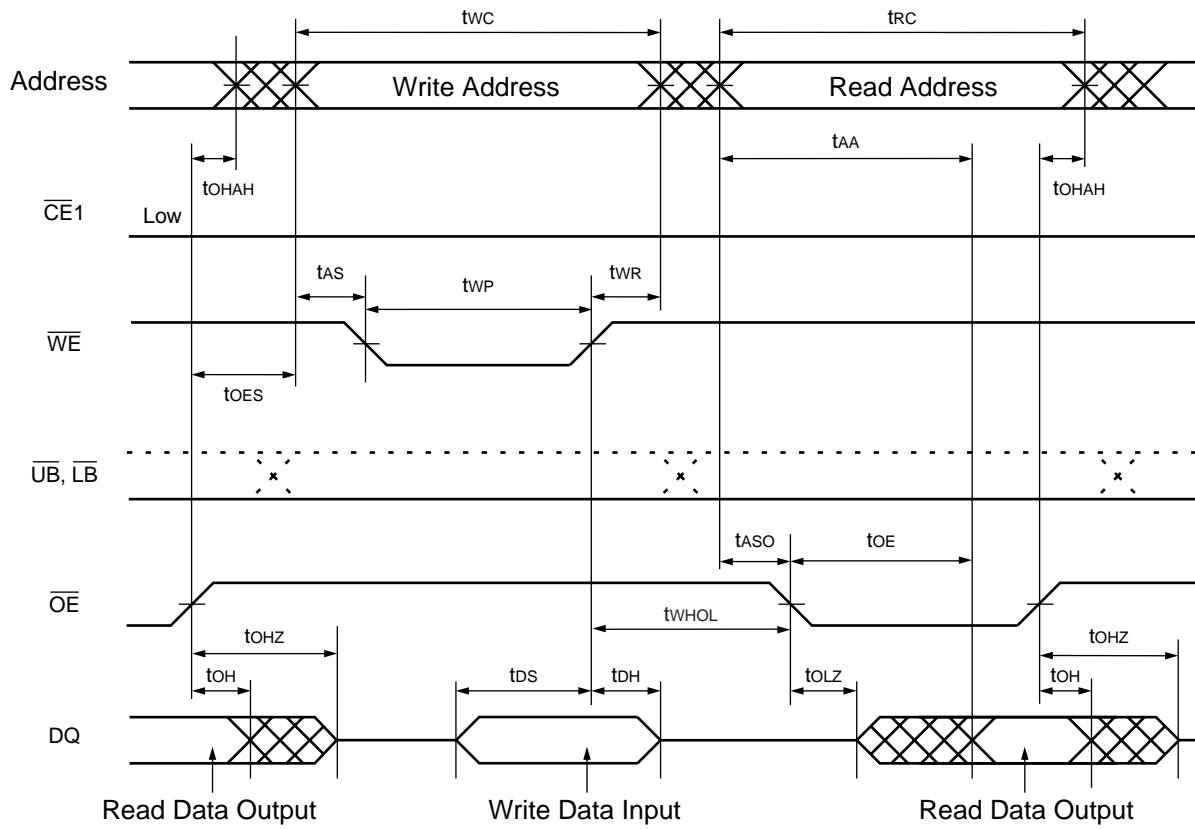 tWC tRC
Address Write Address Read Address
tAA
tOHAH tOHAH
CE1 Low
tAS tWP tWR
WE
tOES
UB, LB
tASO tOE
OE
tWHOL
tOHZ tOHZ
tOH tDS tDH tOLZ tOH
DQ
Read Data Output Write Data Input Read Data Output